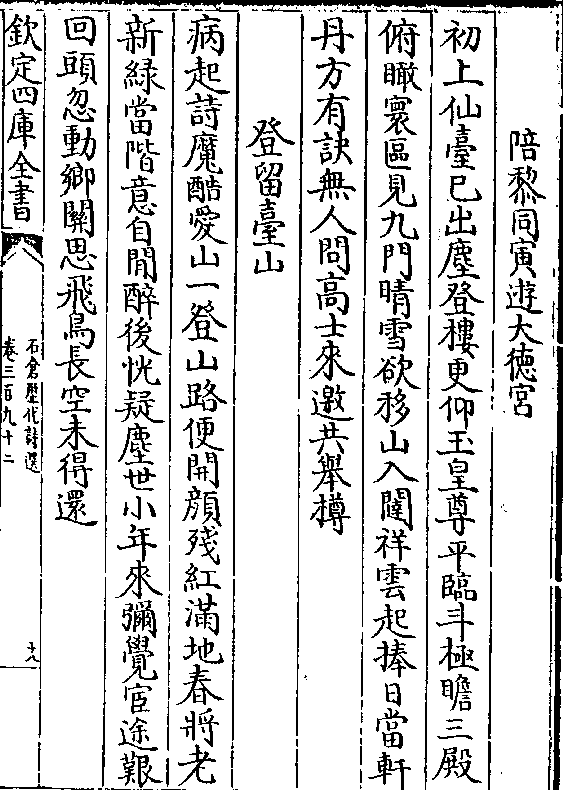 陪黎同寅遊大德宮
初上仙臺已出塵登樓更仰玉皇尊平臨斗極瞻三殿
俯瞰寰區見九門晴雪欲移山入闥祥雲起捧日當軒
丹方有訣無人問高士來邀共舉樽
登留臺山
病起詩魔酷愛山一登山路便開顏殘紅滿地春將老
新綠當階意自閒醉後恍疑塵世小年來彌覺宦途艱
回頭忽動鄉關思飛鳥長空未得還
欽定四庫全書
石倉歷代詩選
卷三百九十二
十九